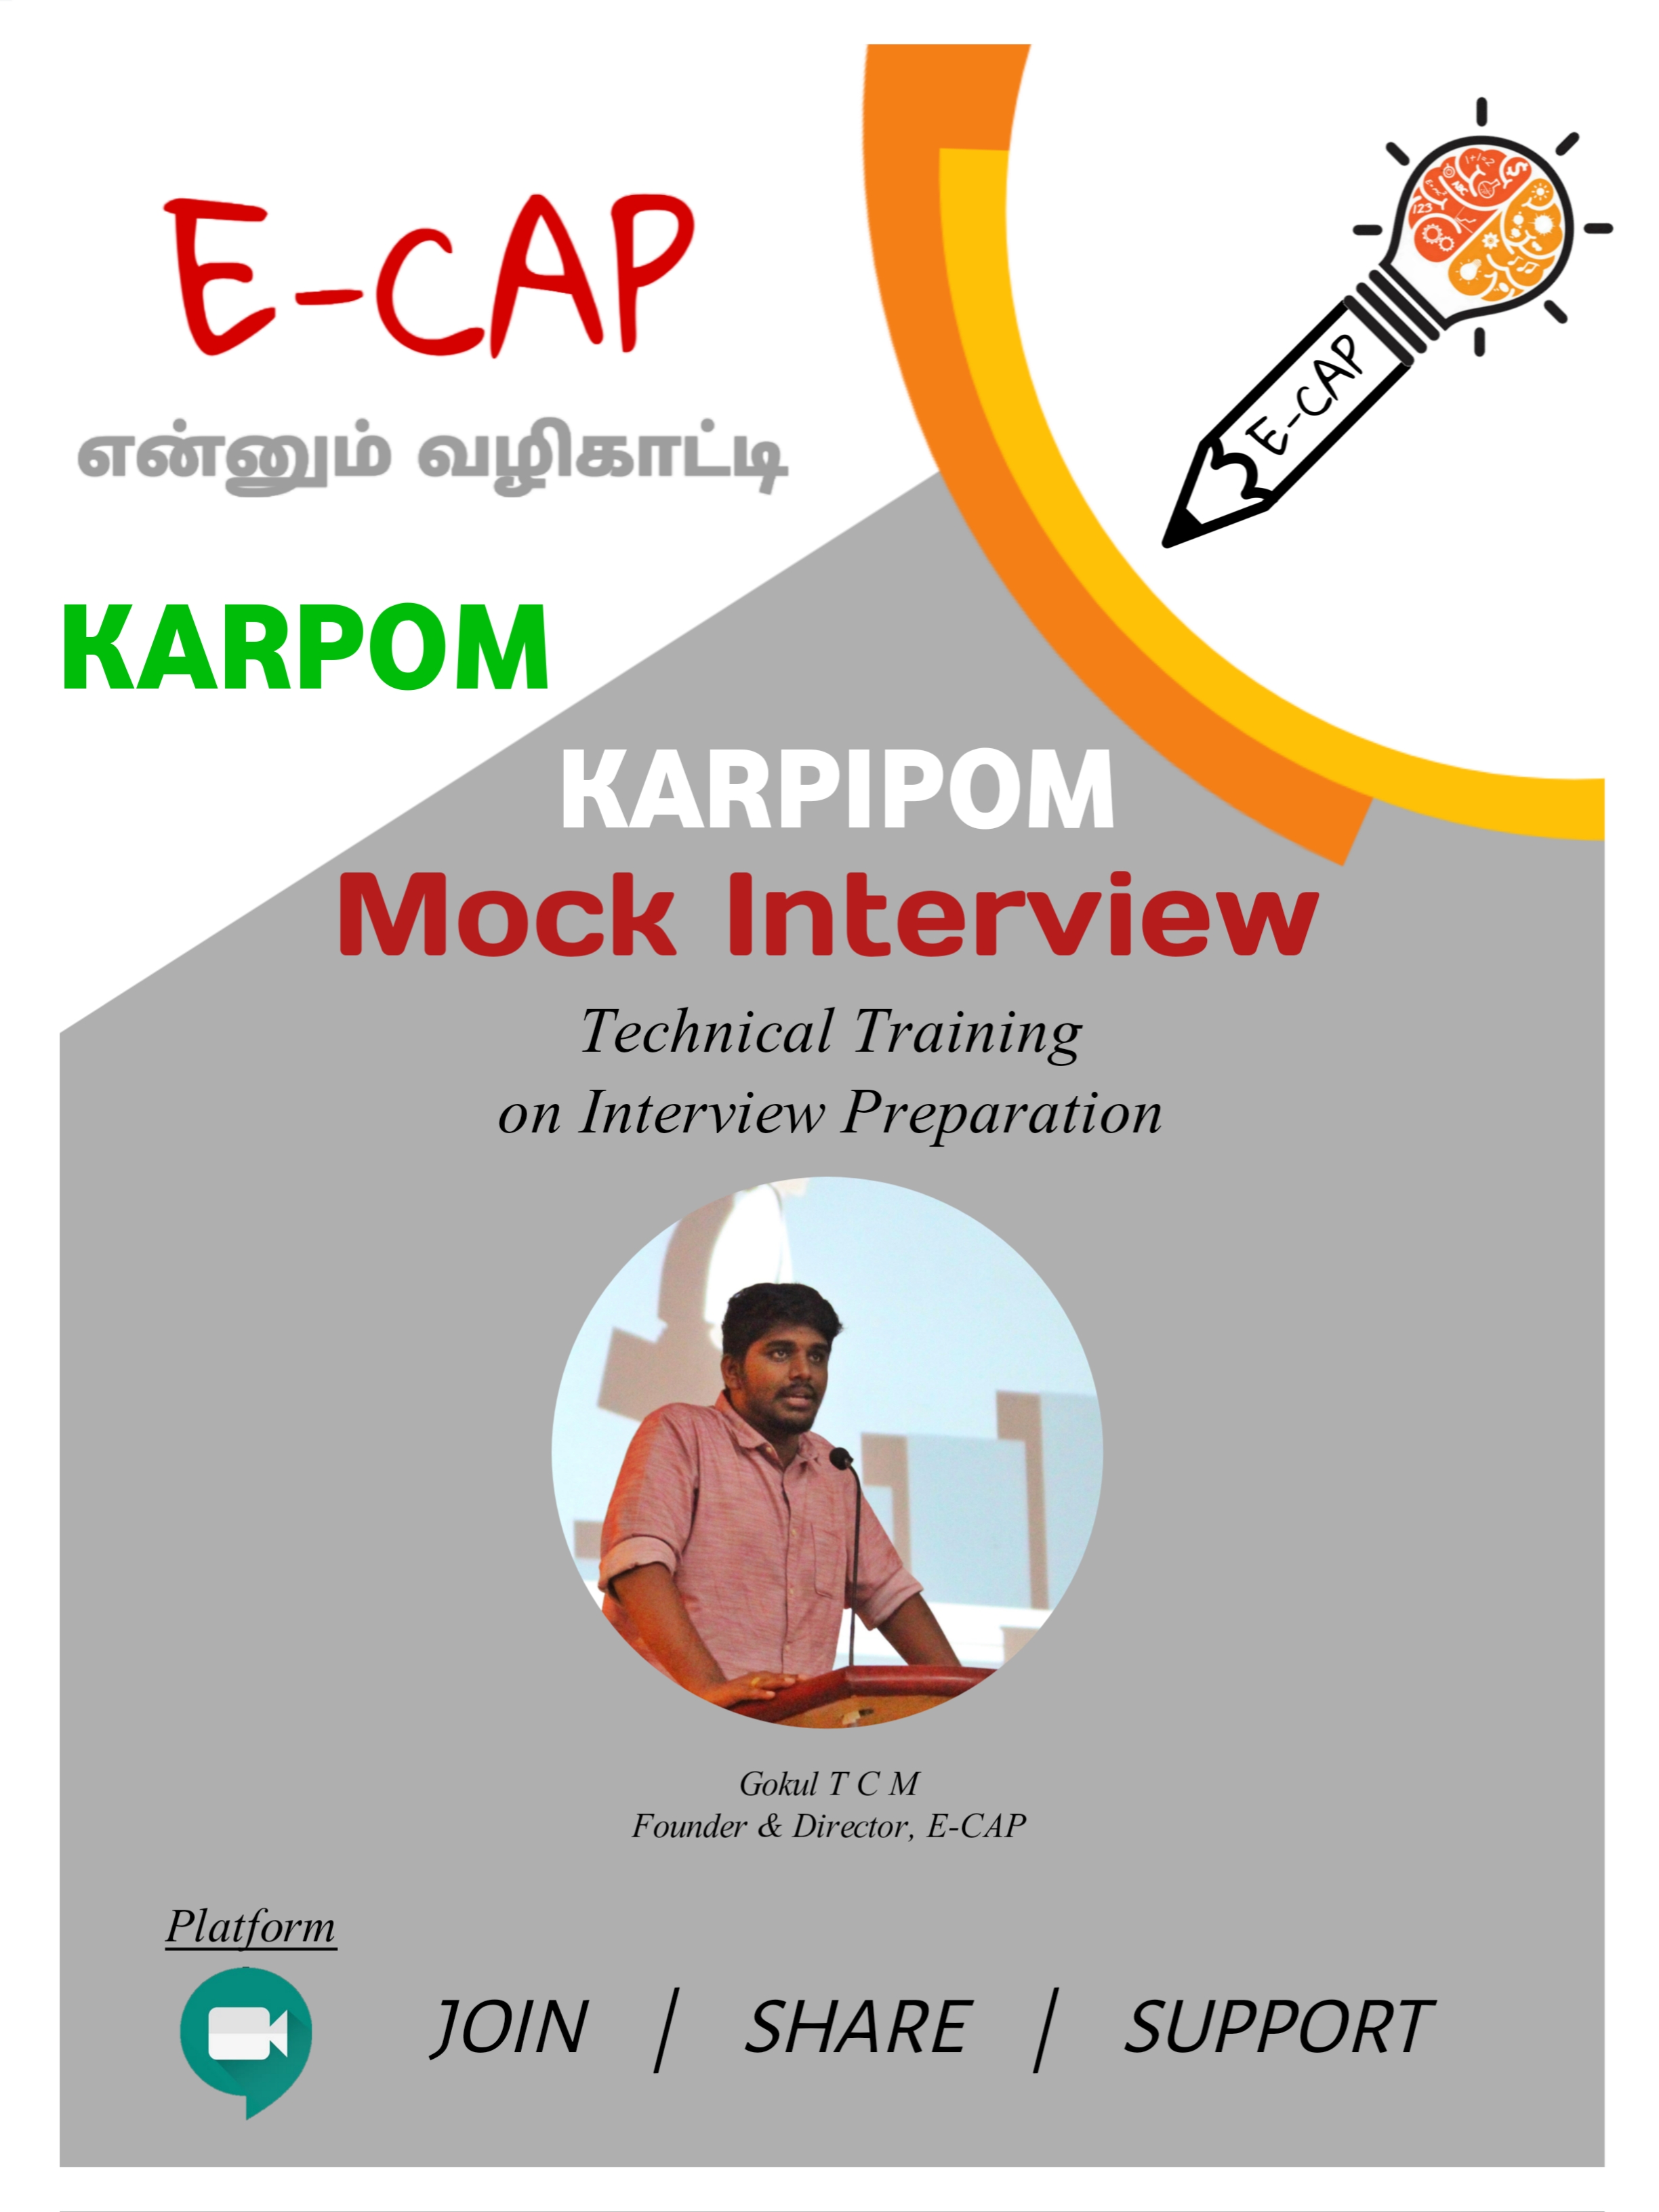 E-CAP
என்னும் வழிகாட்டி
E-CAP
KARPOM
KARPIPOM
Mock Interview
Technical Training
on Interview Preparation
Gokul T C M
Founder & Director, E-CAP
Platform
JOIN / SHARE / SUPPORT